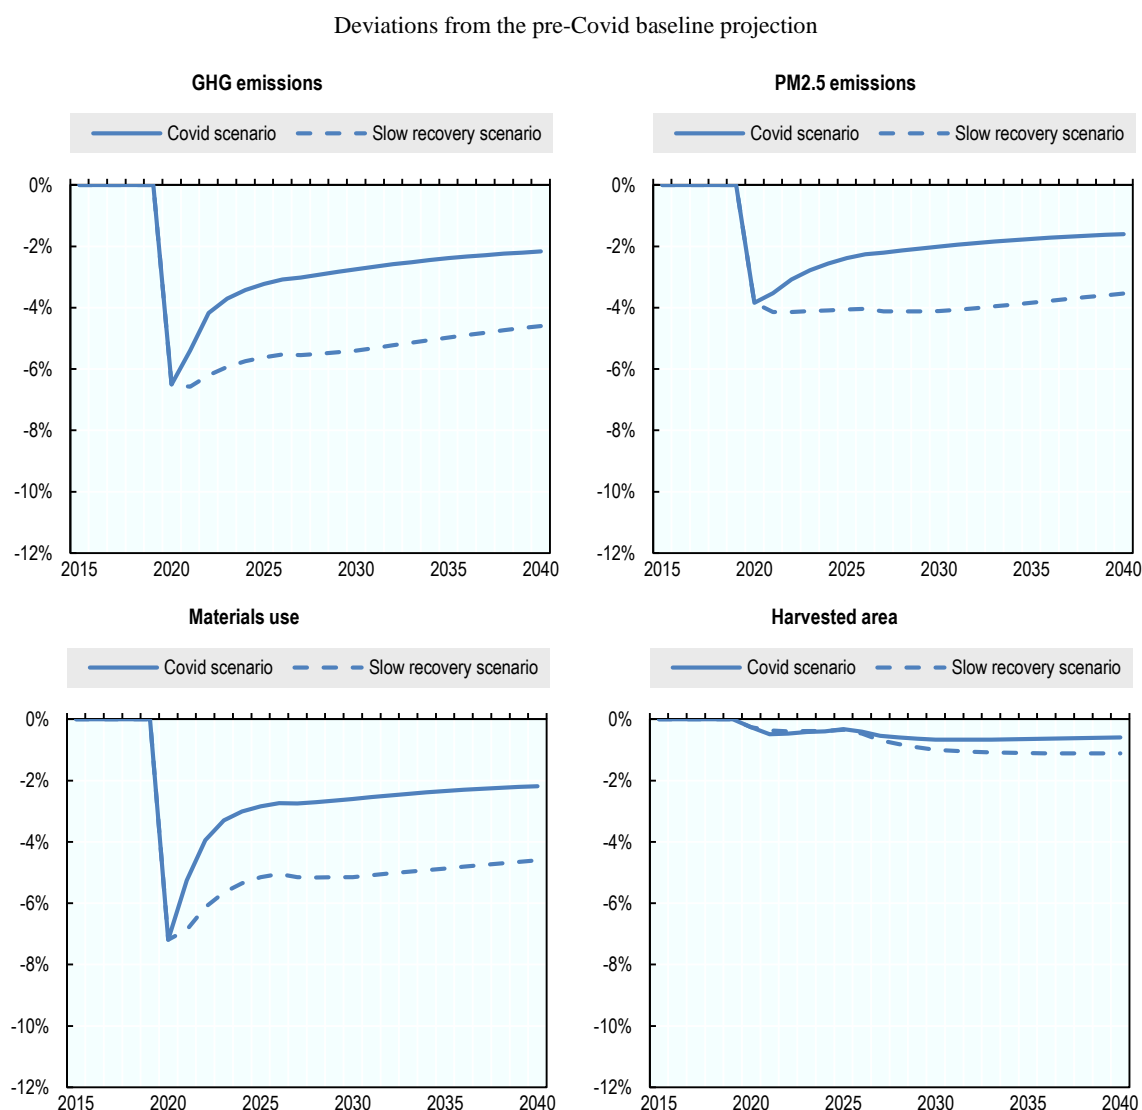 Deviations from the pre-Covid baseline projection
GHG emissions
Covid scenario Slow recovery scenario
0%
-2%
-4%
-6%
-8%
-10%
-12%
2015 2020 2025 2030 2035 2040
PM2.5 emissions
Covid scenario Slow recovery scenario
0%
-2%
-4%
-6%
-8%
-10%
-12%
2015 2020 2025 2030 2035 2040
Materials use
Covid scenario Slow recovery scenario
0%
-2%
-4%
-6%
-8%
-10%
-12%
2015 2020 2025 2030 2035 2040
Harvested area
Covid scenario Slow recovery scenario
0%
-2%
-4%
-6%
-8%
-10%
-12%
2015 2020 2025 2030 2035 2040